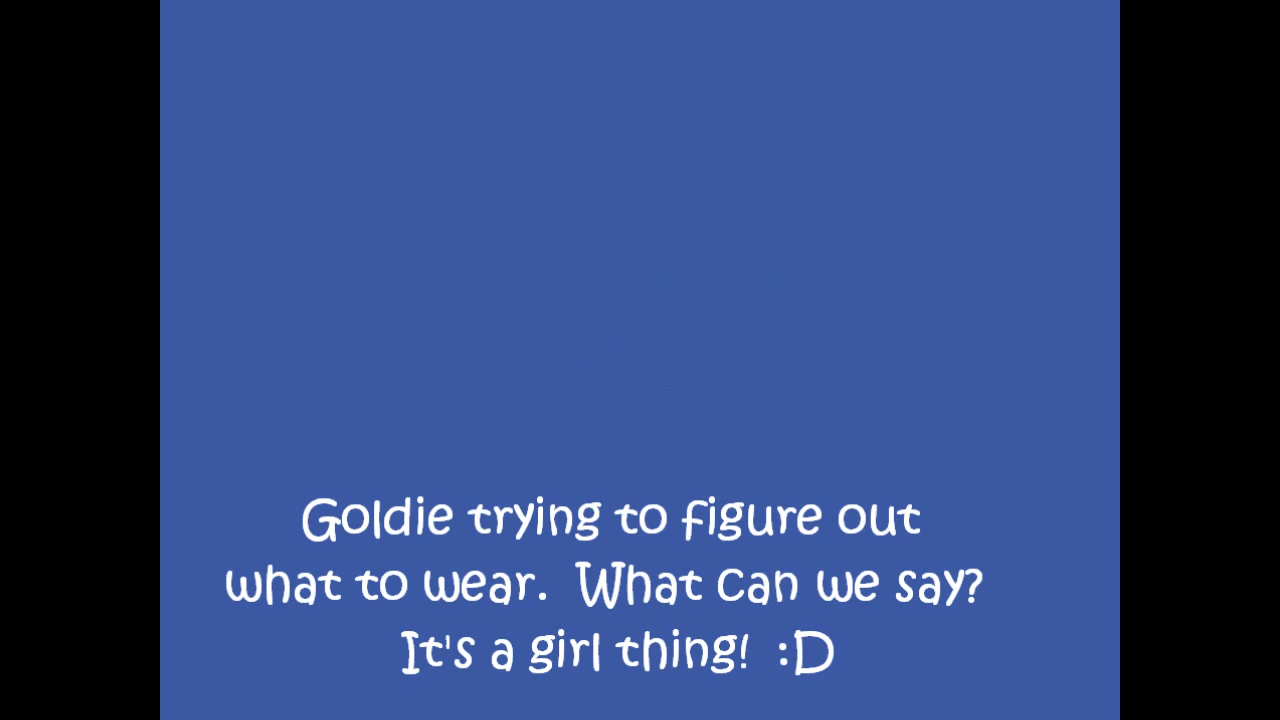 Goldie trying to figure out
what to wear.  What can we say?
It's a girl thing!  :D